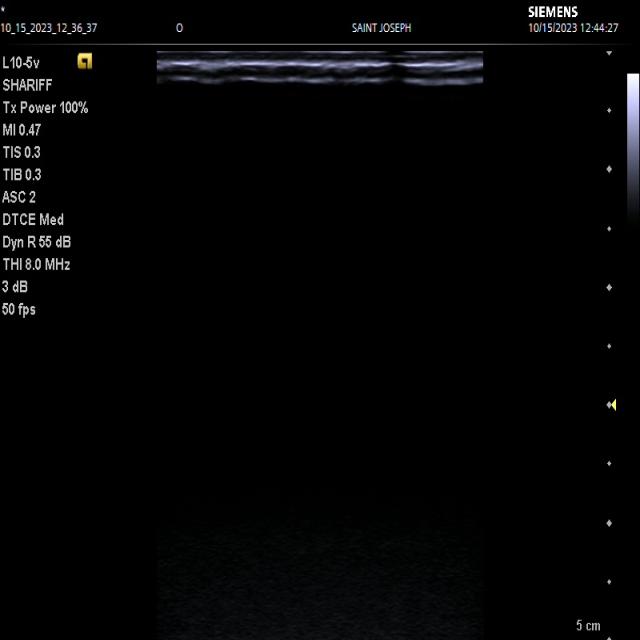 *
SIEMENS
10_15_2023_12_36_37 O SAINT JOSEPH 10/15/2023 12:44:27
L10-5v
SHARIFF
Tx Power 100%
MI 0.47
TIS 0.3
TIB 0.3
ASC 2
DTCE Med
Dyn R 55 dB
THI 8.0 MHz
3 dB
50 fps
5 cm